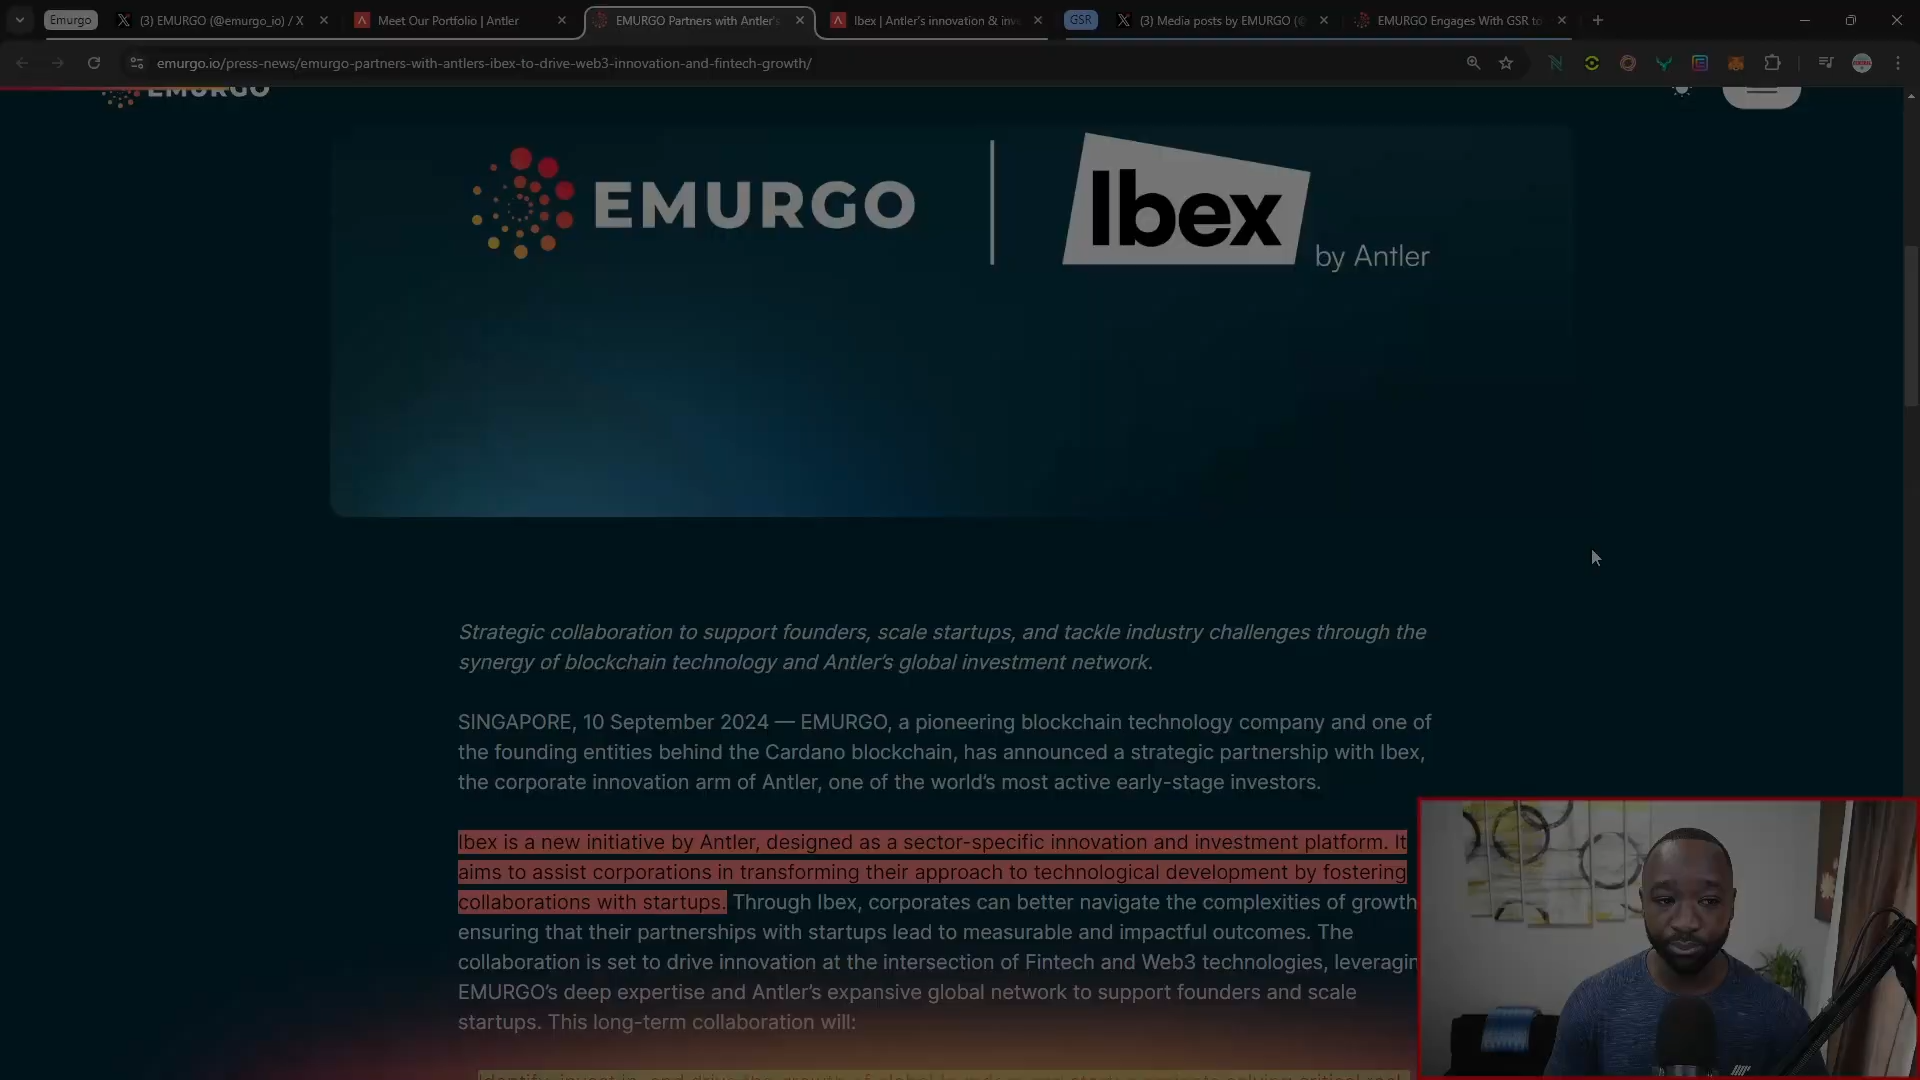 Emurgo
(3) EMURGO (@emurgo_io) / X
Meet Our Portfolio | Antler
EMURGO Partners with Antler's
Ibex | Antler's innovation & inv
GSR
(3) Media posts by EMURGO (@
EMURGO Engages With GSR to
emurgo.io/press-news/emurgo-partners-with-antlers-ibex-to-drive-web3-innovation-and-fintech-growth/
EMURGO
EMURGO
Ibex
by Antler
Strategic collaboration to support founders, scale startups, and tackle industry challenges through the
synergy of blockchain technology and Antler's global investment network.
SINGAPORE, 10 September 2024 — EMURGO, a pioneering blockchain technology company and one of
the founding entities behind the Cardano blockchain, has announced a strategic partnership with Ibex,
the corporate innovation arm of Antler, one of the world's most active early-stage investors.
Ibex is a new initiative by Antler, designed as a sector-specific innovation and investment platform. It
aims to assist corporations in transforming their approach to technological development by fostering
collaborations with startups. Through Ibex, corporates can better navigate the complexities of growth
ensuring that their partnerships with startups lead to measurable and impactful outcomes. The
collaboration is set to drive innovation at the intersection of Fintech and Web3 technologies, leveragin
EMURGO's deep expertise and Antler's expansive global network to support founders and scale
startups. This long-term collaboration will: